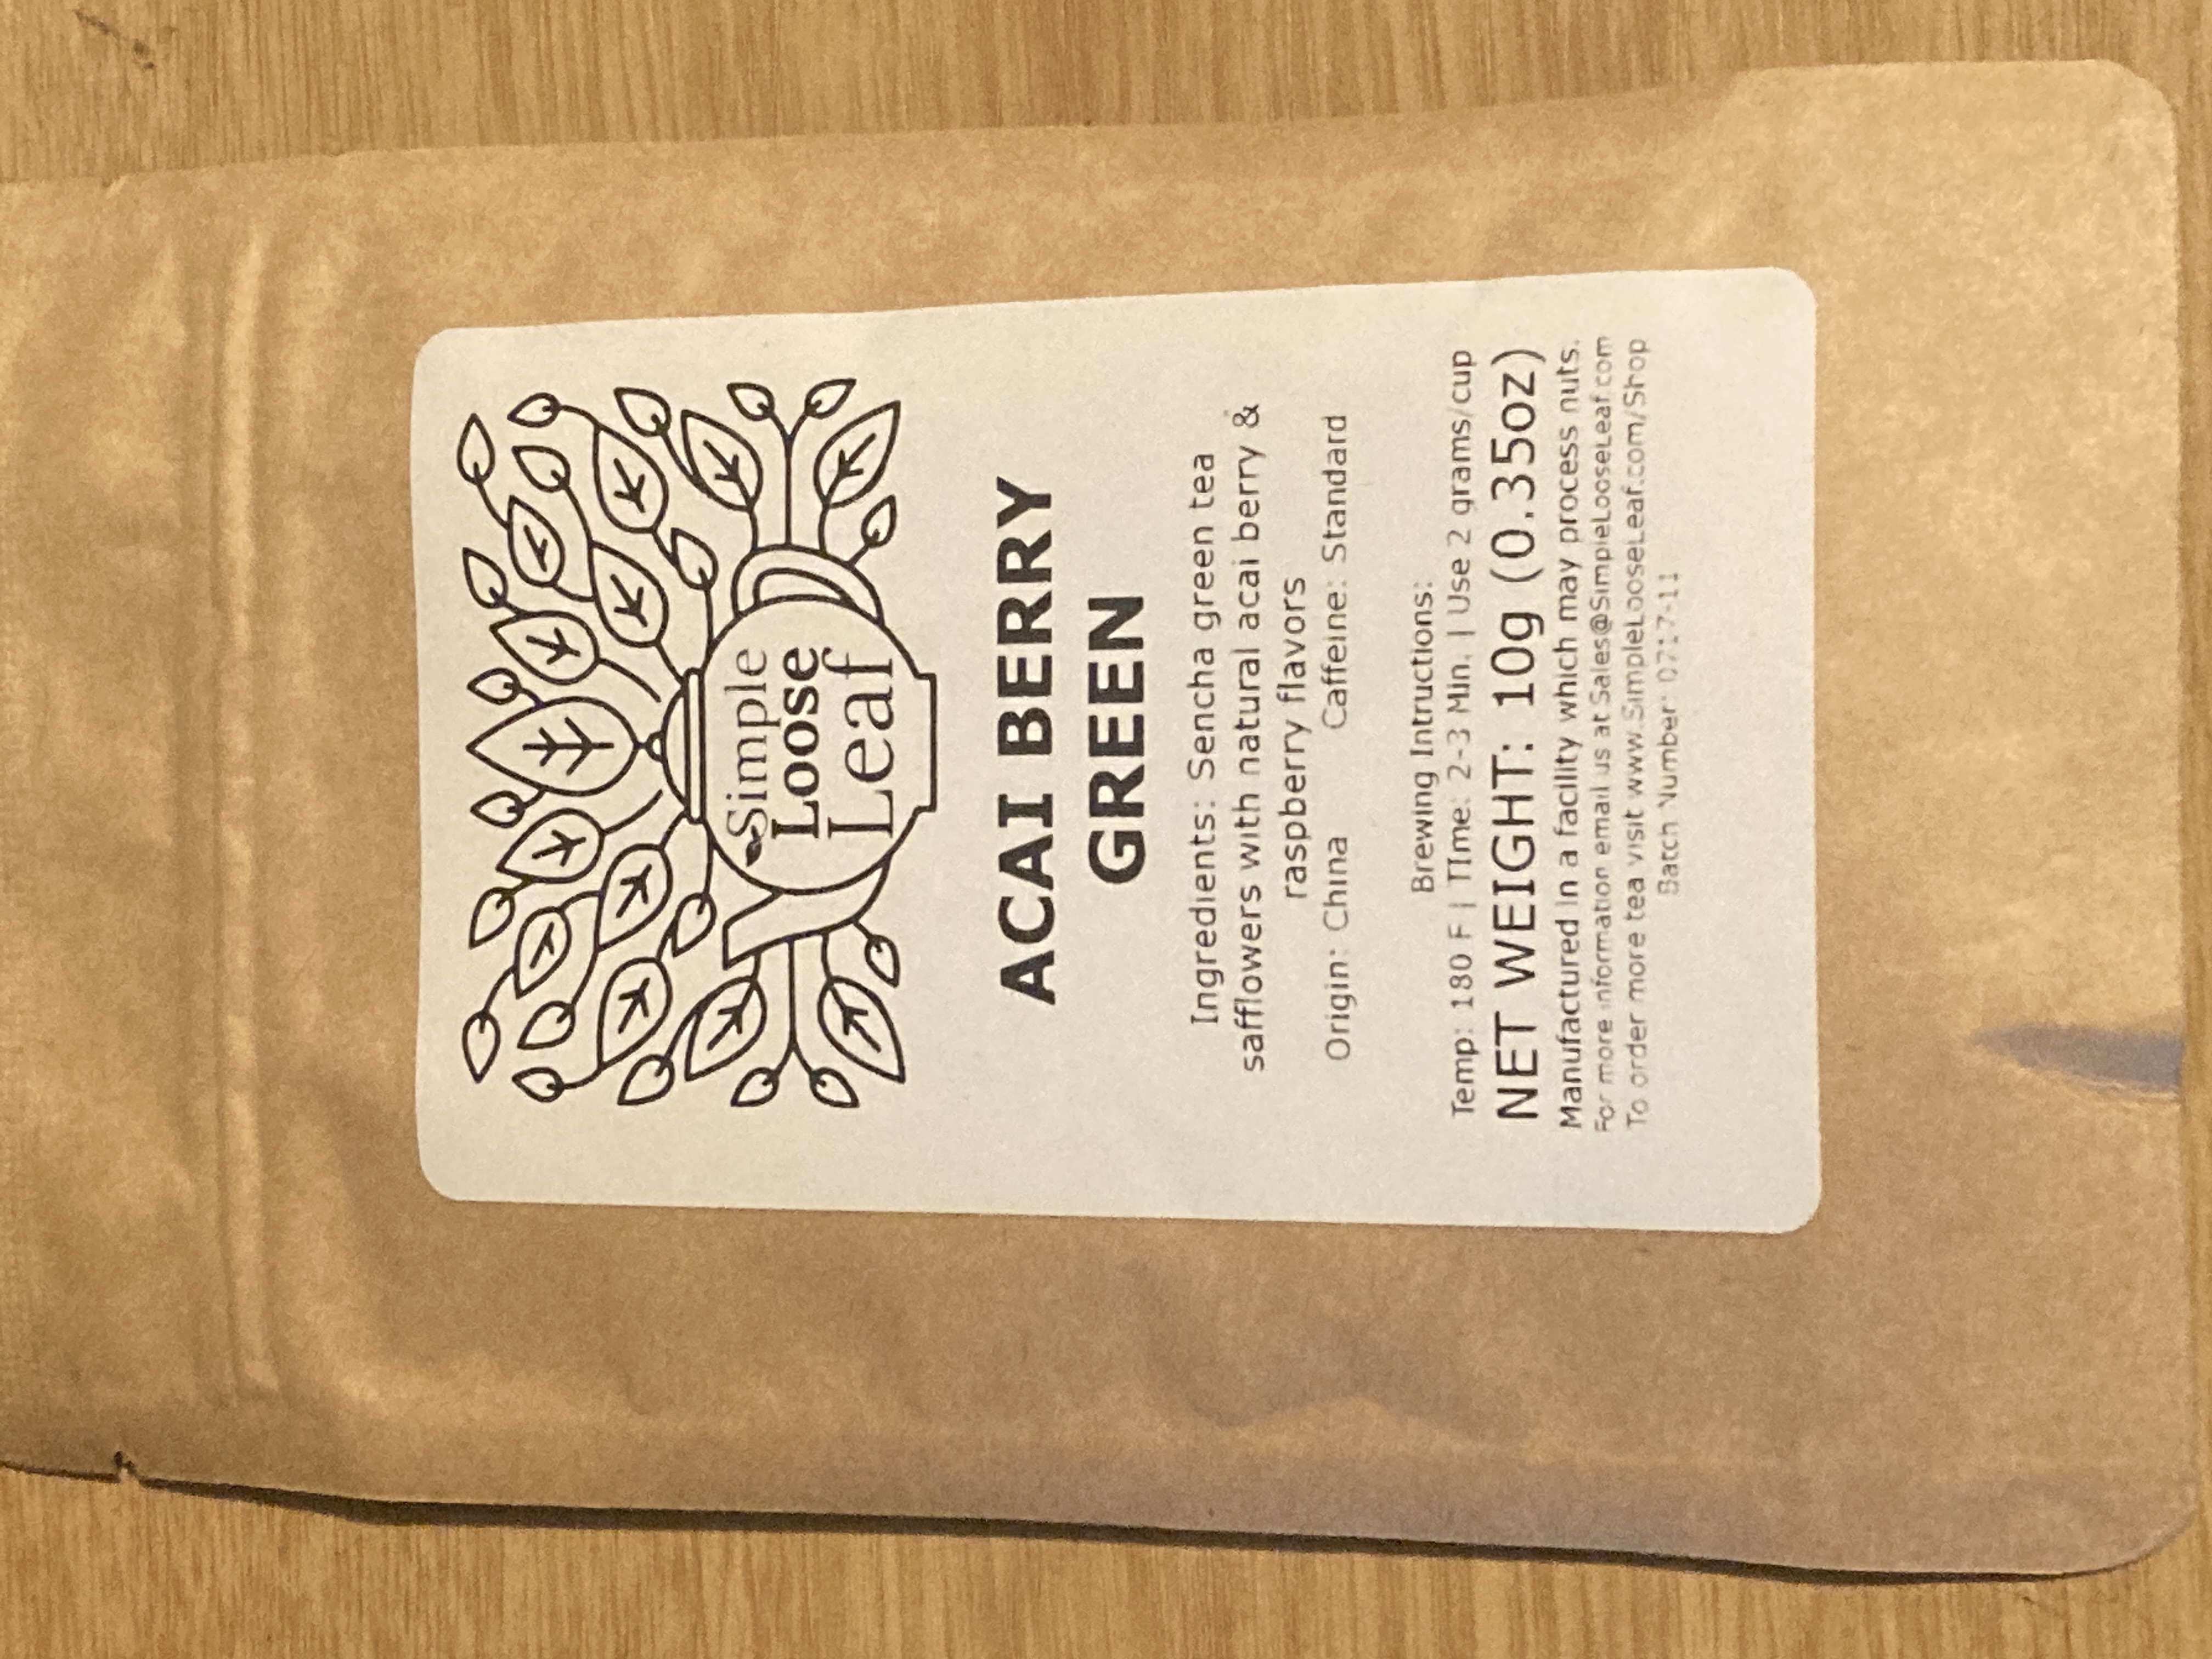 Simple
Loose
Leaf
ACAI BERRY
GREEN
Ingredients: Sencha green tea
safflowers with natural acai berry &
raspberry flavors
Origin: China Caffeine: Standard
Brewing Intructions:
Temp: 180 F | TIme: 2-3 Min. | Use 2 grams/cup
NET WEIGHT: 10g (0.35oz)
Manufactured in a facility which may process nuts.
For more information email us at Sales@SimpleLooseLeaf.com
To order more tea visit www.SimpleLooseLeaf.com/Shop
Batch Number: 0717-11